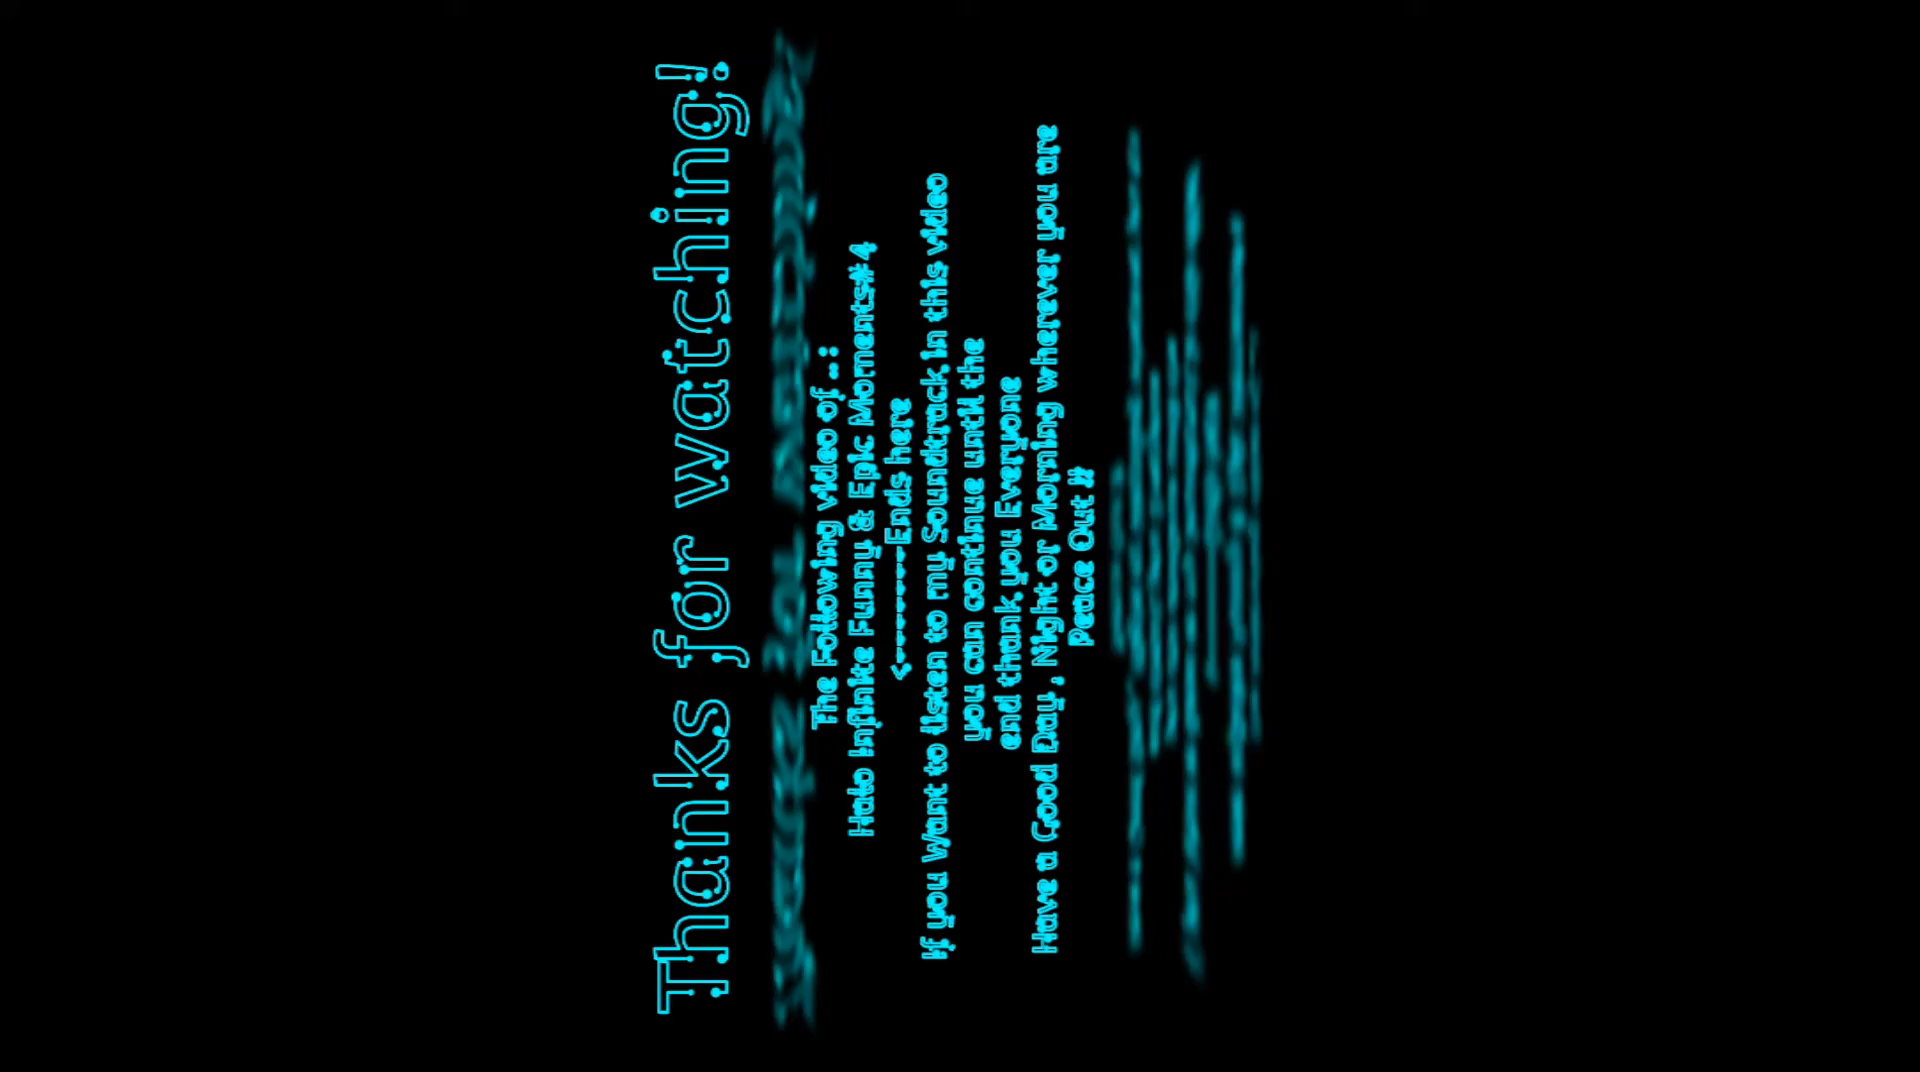 Thanks for watching!
The Following video of ..:
Halo Infinite Funny & Epic Moments#4
<--------Ends here
If you Want to listen to my Soundtrack in this video
you can continue until the
end thank you Everyone
Have a Good Day, Night or Morning wherever you are
Peace Out #